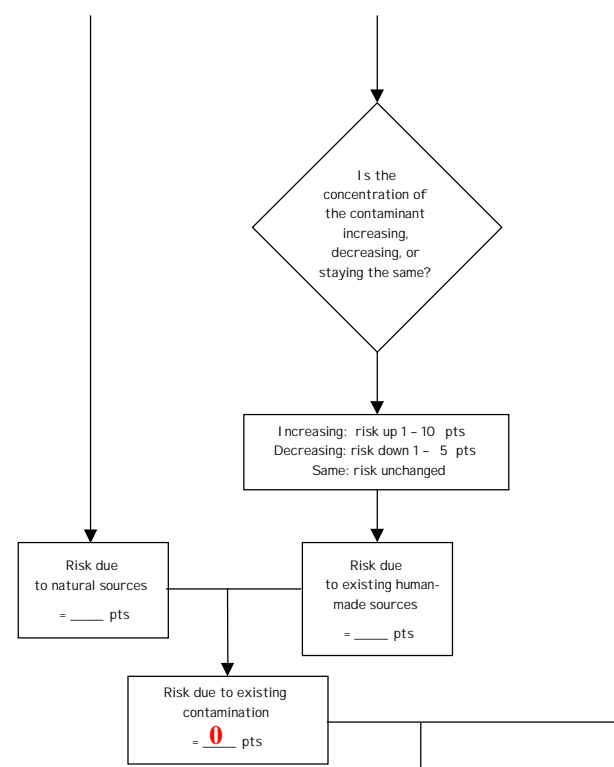 Is the
concentration of
the contaminant
increasing,
decreasing, or
staying the same?
Increasing: risk up 1 – 10 pts
Decreasing: risk down 1 – 5 pts
Same: risk unchanged
Risk due
to natural sources
= _____ pts
Risk due
to existing human-
made sources
= _____ pts
Risk due to existing
contamination
= __0__ pts